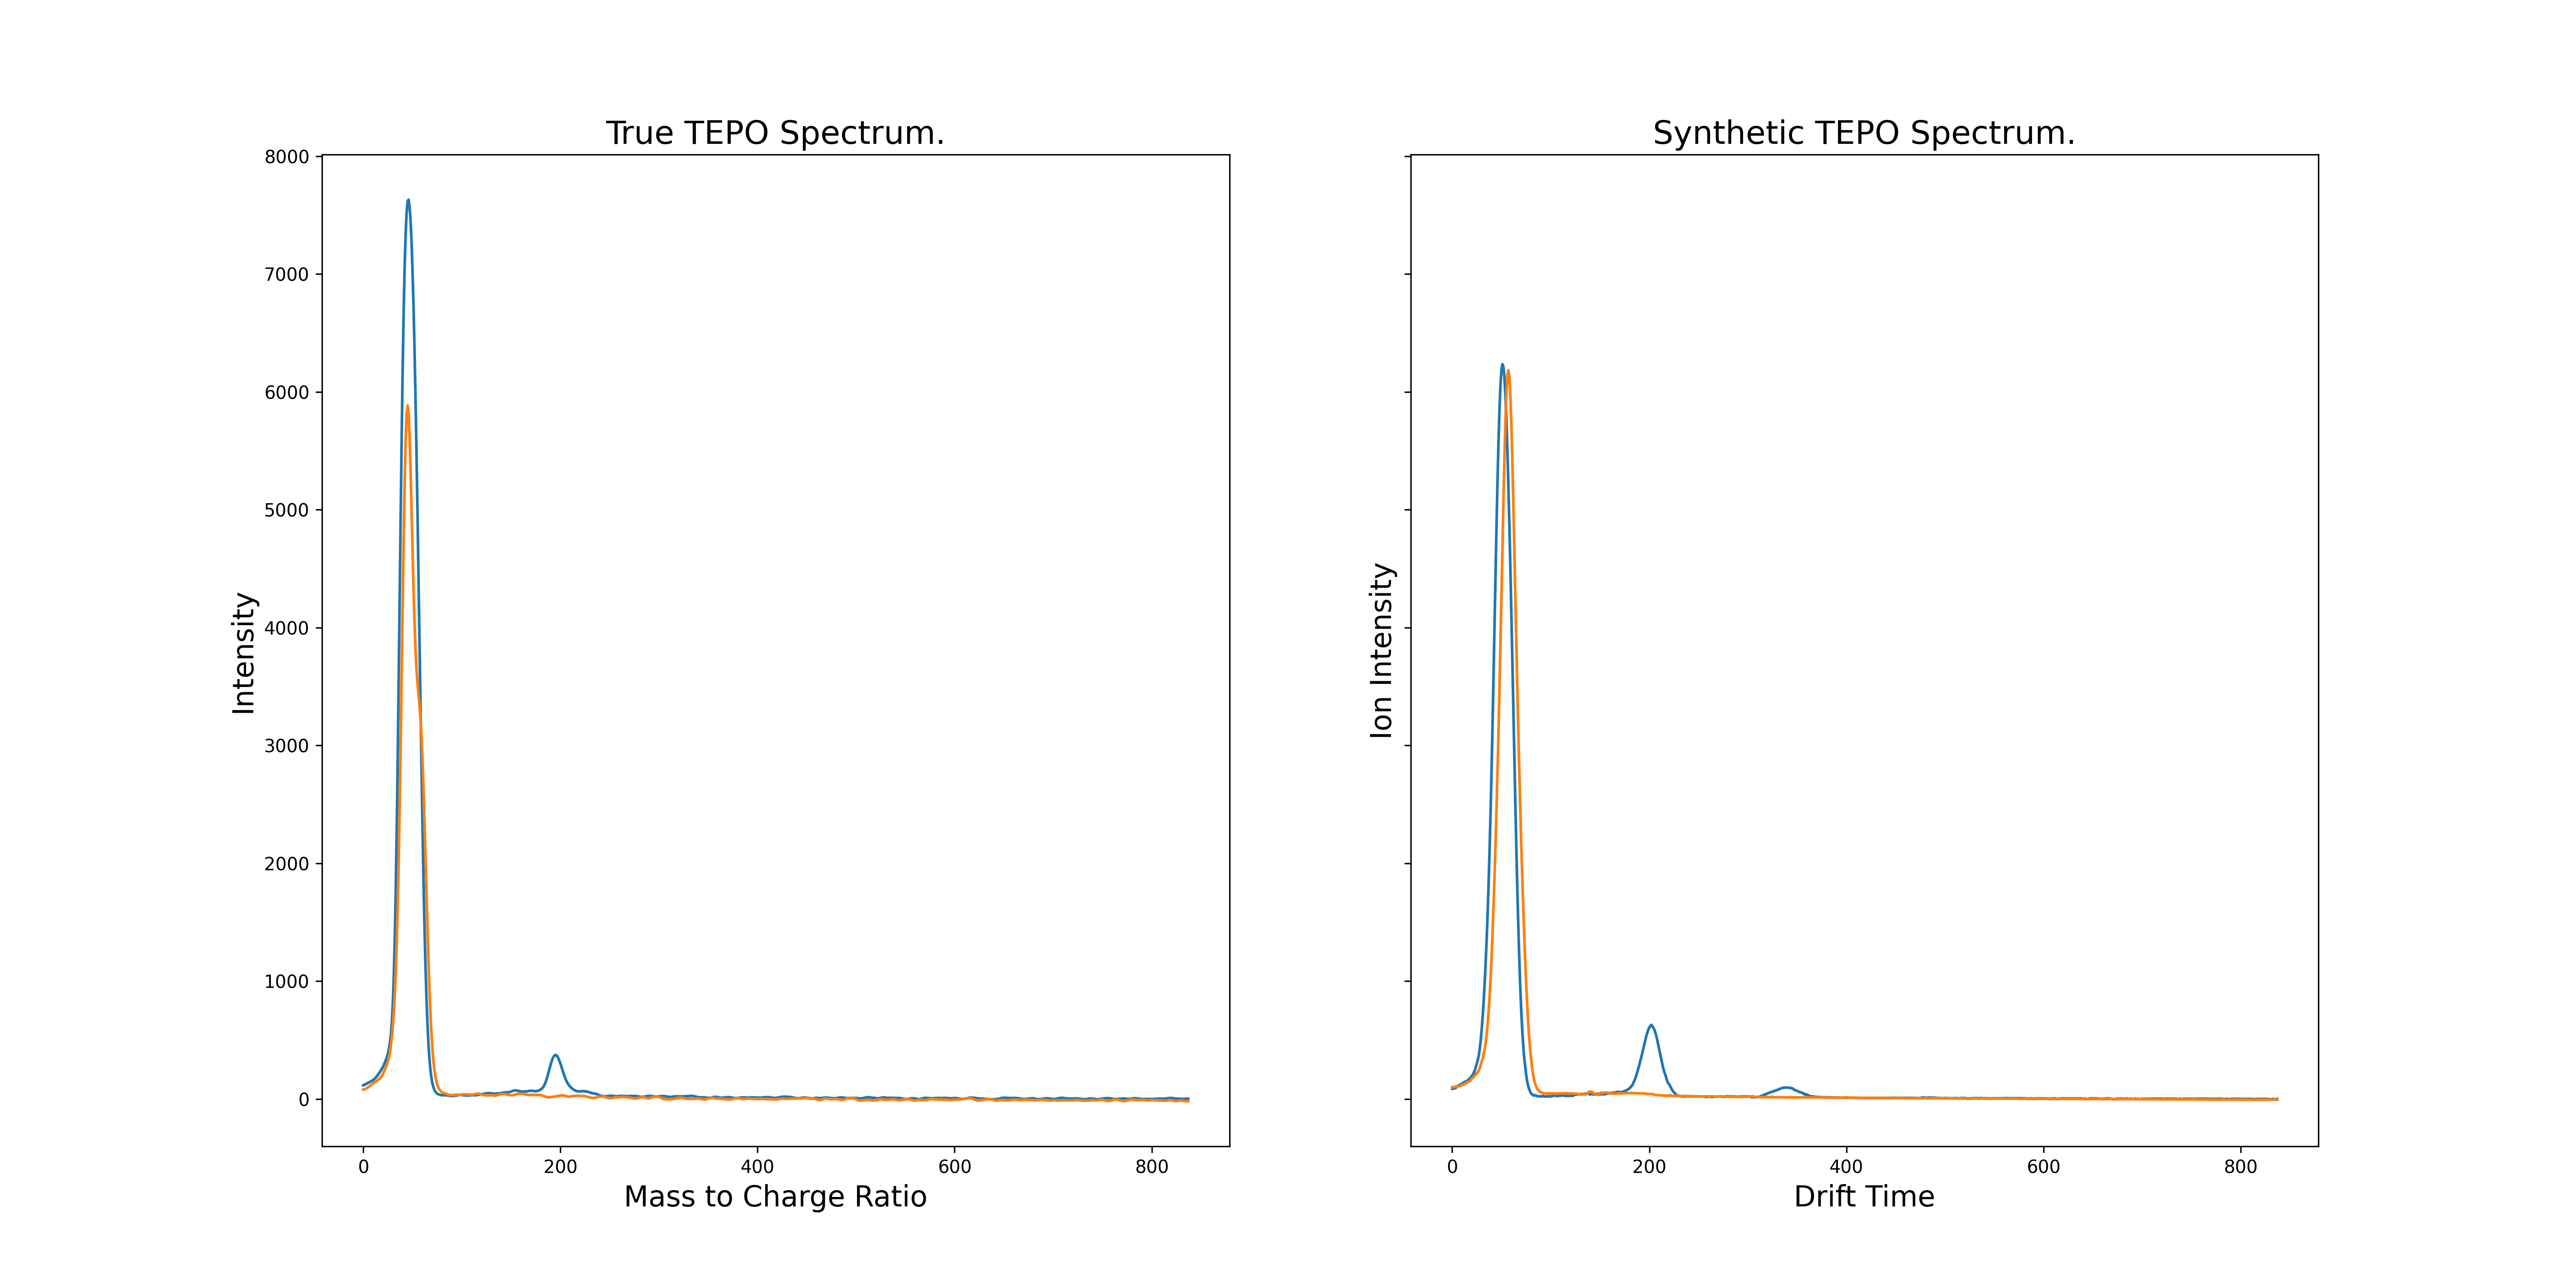 True TEPO Spectrum.
8000
7000
6000
5000
4000
3000
2000
1000
0
Intensity
0 200 400 600 800
Mass to Charge Ratio
Synthetic TEPO Spectrum.
Ion Intensity
0 200 400 600 800
Drift Time